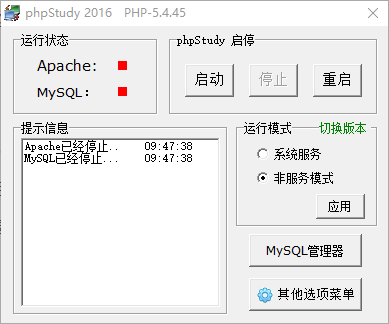 phpStudy 2016 PHP-5.4.45
运行状态
Apache:
MySQL:
phpStudy 启停
启动
停止
重启
提示信息
Apache已经停止.. 09:47:38
MySQL已经停止.. 09:47:38
运行模式 切换版本
系统服务
非服务模式
应用
MySQL管理器
其他选项菜单